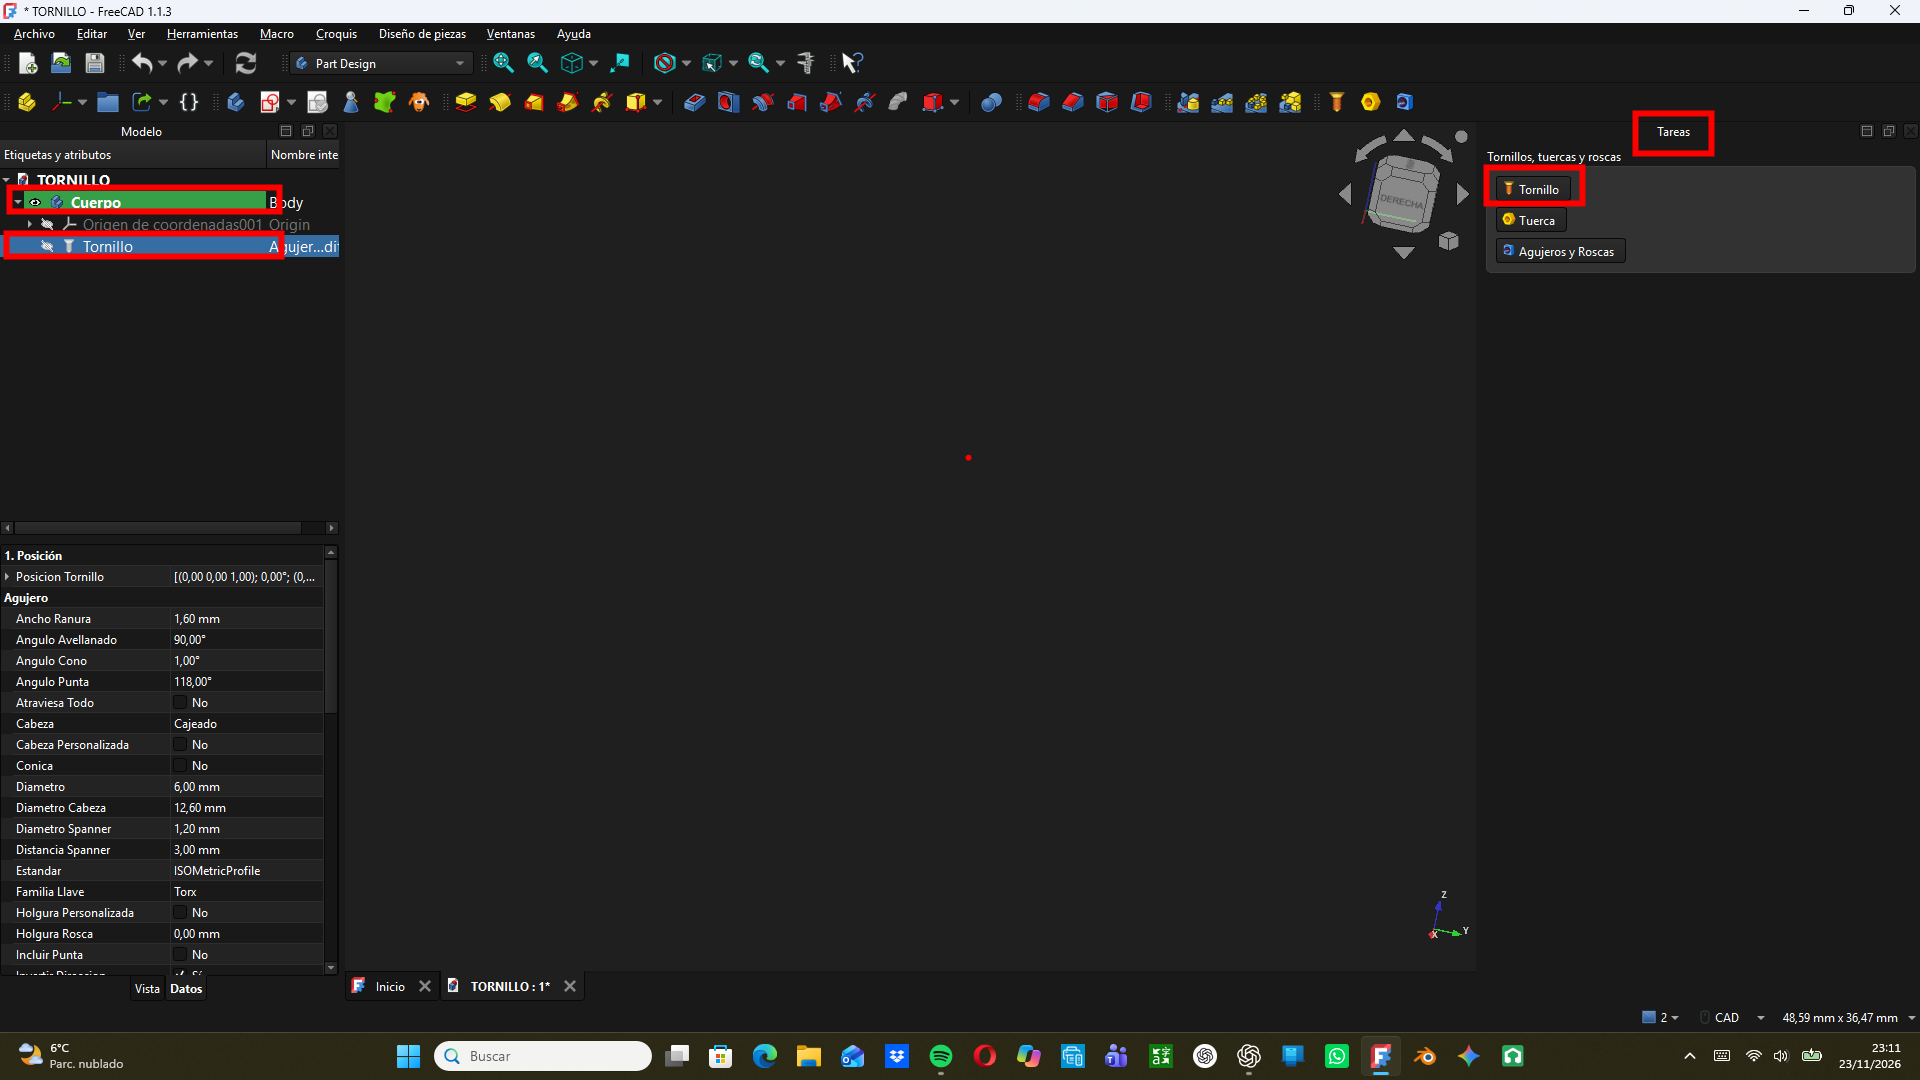 * TORNILLO - FreeCAD 1.1.3
Archivo Editar Ver Herramientas Macro Croquis Diseño de piezas Ventanas Ayuda
Part Design
Modelo
Etiquetas y atributos Nombre inte
TORNILLO
Cuerpo Body
Origen de coordenadas001 Origin
Tornillo Agujer...di
DERECHA
Tareas
Tornillos, tuercas y roscas
Tornillo
Tuerca
Agujeros y Roscas
1. Posición
Posicion Tornillo [(0,00 0,00 1,00); 0,00°; (0,...
Agujero
Ancho Ranura 1,60 mm
Angulo Avellanado 90,00°
Angulo Cono 1,00°
Angulo Punta 118,00°
Atraviesa Todo No
Cabeza Cajeado
Cabeza Personalizada No
Conica No
Diametro 6,00 mm
Diametro Cabeza 12,60 mm
Diametro Spanner 1,20 mm
Distancia Spanner 3,00 mm
Estandar ISOMetricProfile
Familia Llave Torx
Holgura Personalizada No
Holgura Rosca 0,00 mm
Incluir Punta No
Z
Y
X
Vista Datos
Inicio
TORNILLO : 1*
2 CAD 48,59 mm x 36,47 mm
6°C
Parc. nublado
Buscar
23:11
23/11/2026